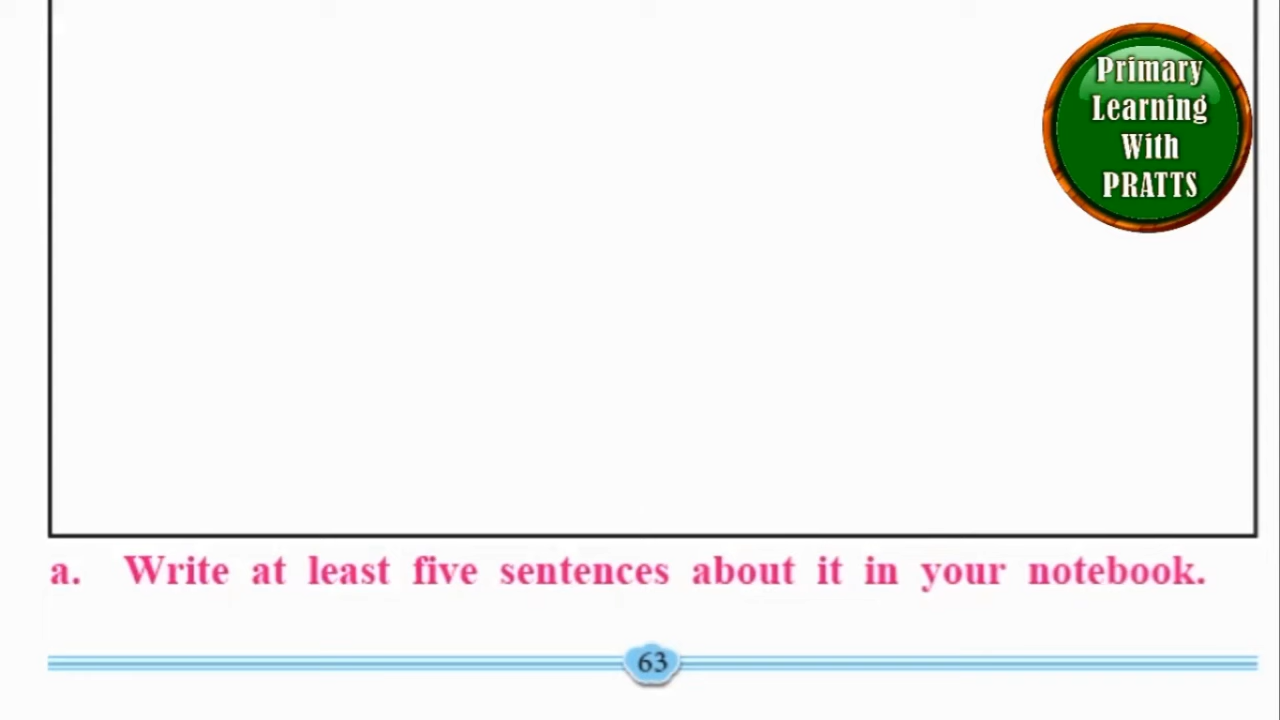 Primary
Learning
With
PRATTS
a. Write at least five sentences about it in your notebook.
63